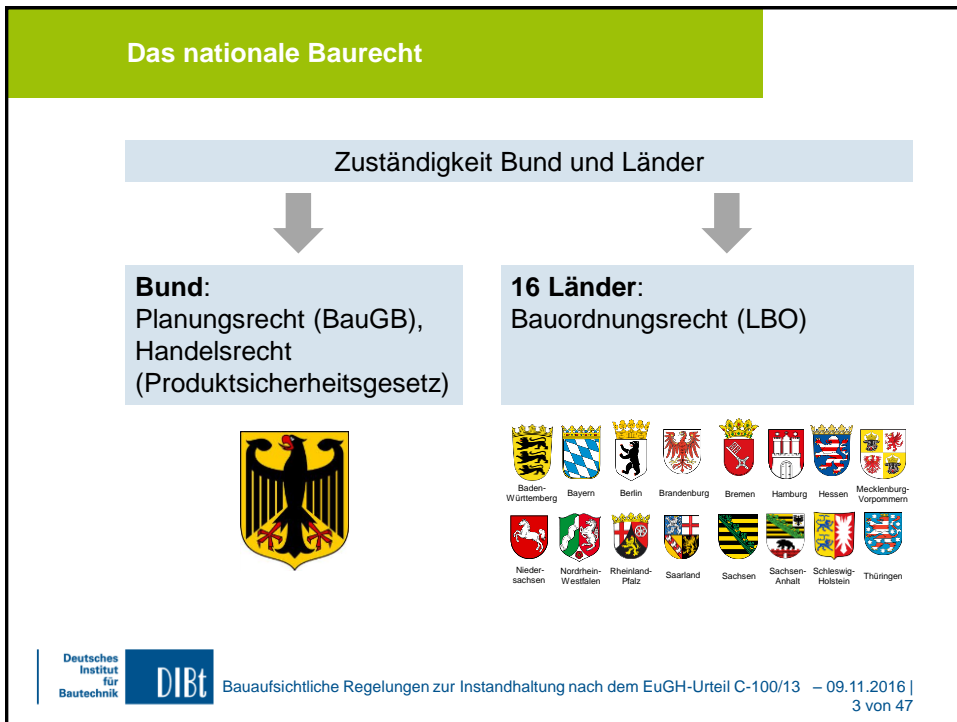 Das nationale Baurecht
Zuständigkeit Bund und Länder
Bund:
Planungsrecht (BauGB),
Handelsrecht
(Produktsicherheitsgesetz)
16 Länder:
Bauordnungsrecht (LBO)
Baden-
Württemberg
Bayern
Berlin
Brandenburg
Bremen
Hamburg
Hessen
Mecklenburg-
Vorpommern
Nieder-
sachsen
Nordrhein-
Westfalen
Rheinland-
Pfalz
Saarland
Sachsen
Sachsen-
Anhalt
Schleswig-
Holstein
Thüringen
Deutsches
Institut
für
Bautechnik
DIBt
Bauaufsichtliche Regelungen zur Instandhaltung nach dem EuGH-Urteil C-100/13 – 09.11.2016 |
3 von 47